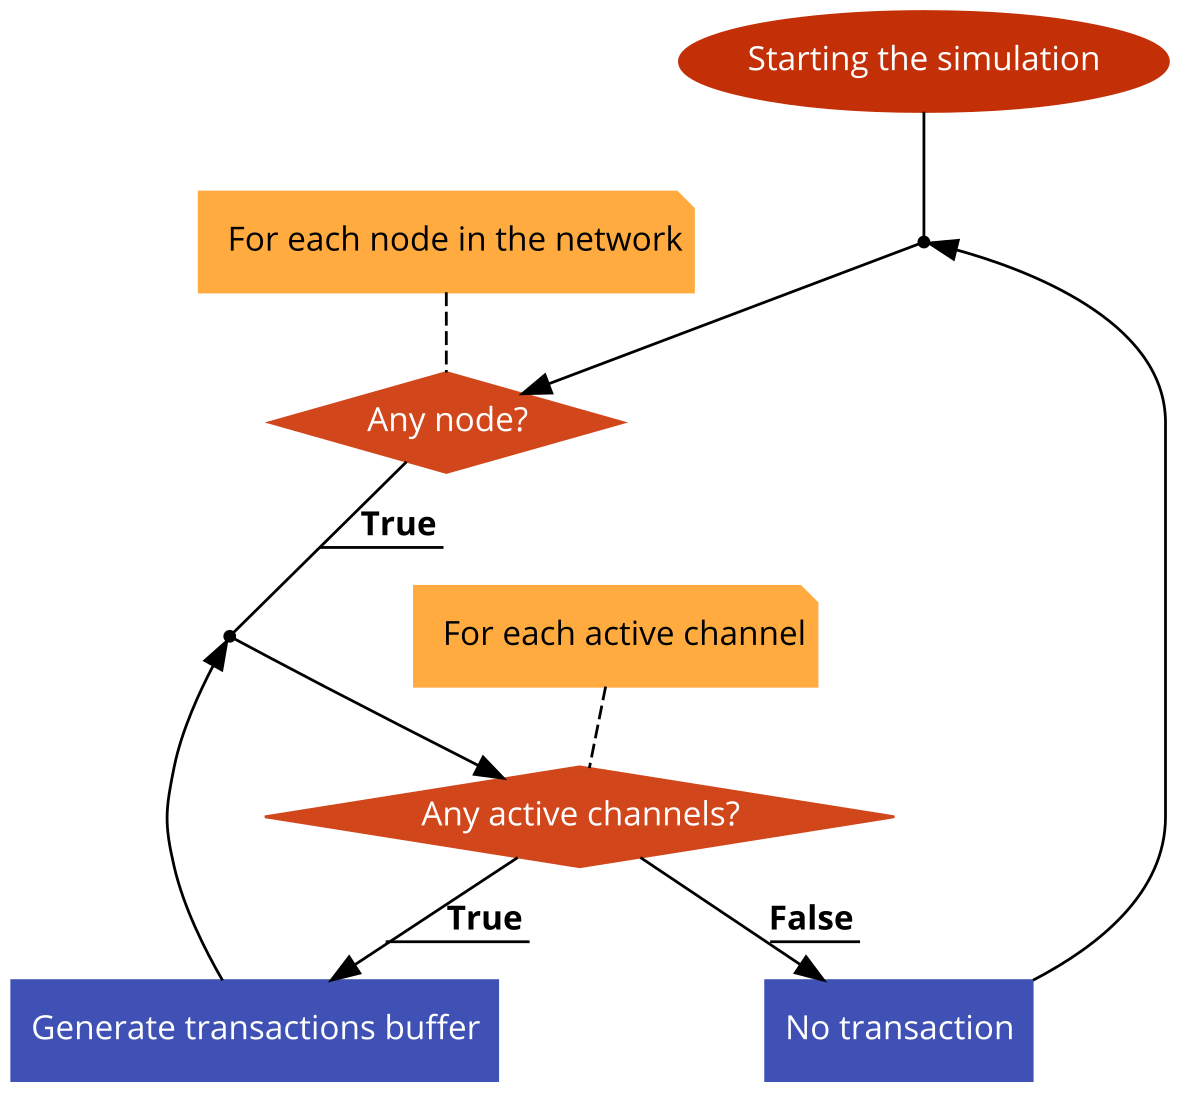 Starting the simulation
For each node in the network
Any node?
True
For each active channel
Any active channels?
True
False
Generate transactions buffer
No transaction